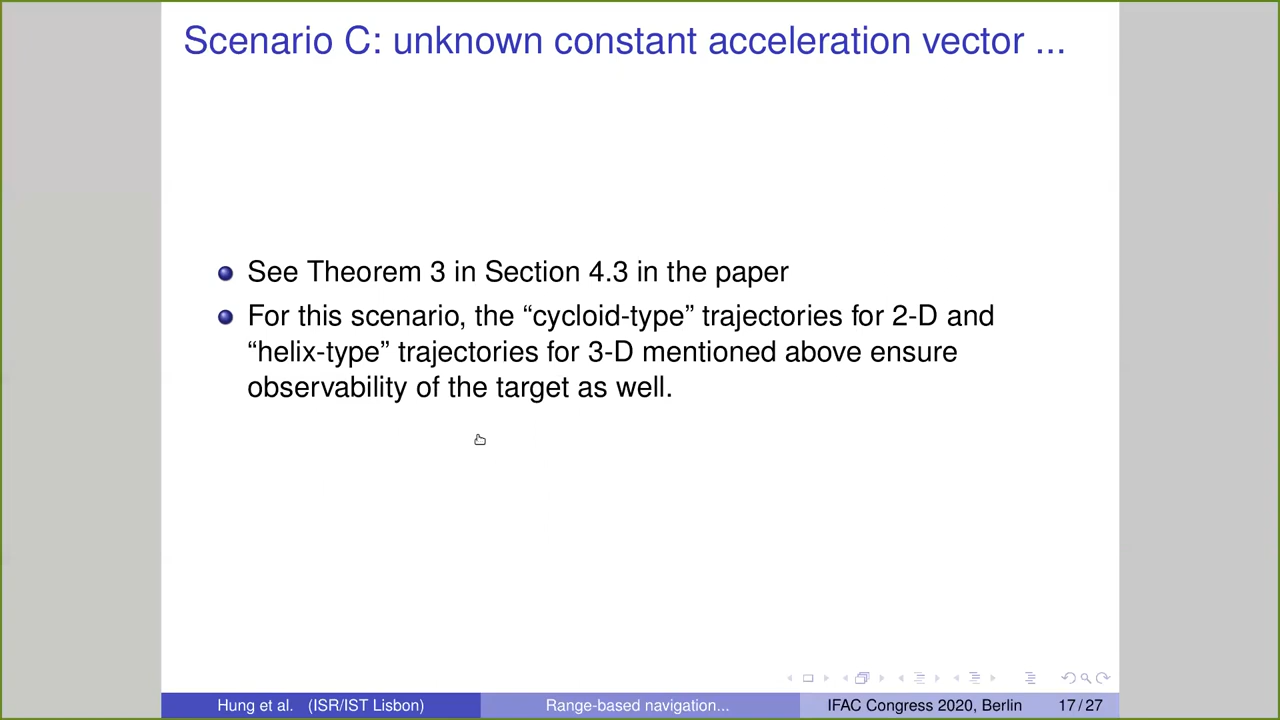 Scenario C: unknown constant acceleration vector ...
See Theorem 3 in Section 4.3 in the paper
For this scenario, the “cycloid-type” trajectories for 2-D and
“helix-type” trajectories for 3-D mentioned above ensure
observability of the target as well.
Hung et al. (ISR/IST Lisbon) Range-based navigation... IFAC Congress 2020, Berlin 17/27